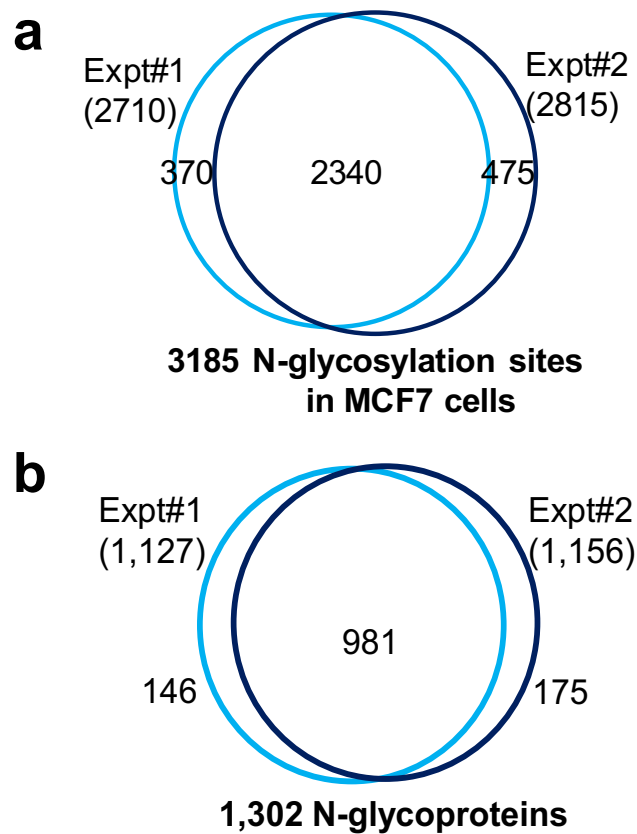 a
Expt#1
(2710)
Expt#2
(2815)
370
2340
475
3185 N-glycosylation sites
in MCF7 cells
b
Expt#1
(1,127)
Expt#2
(1,156)
981
146
175
1,302 N-glycoproteins